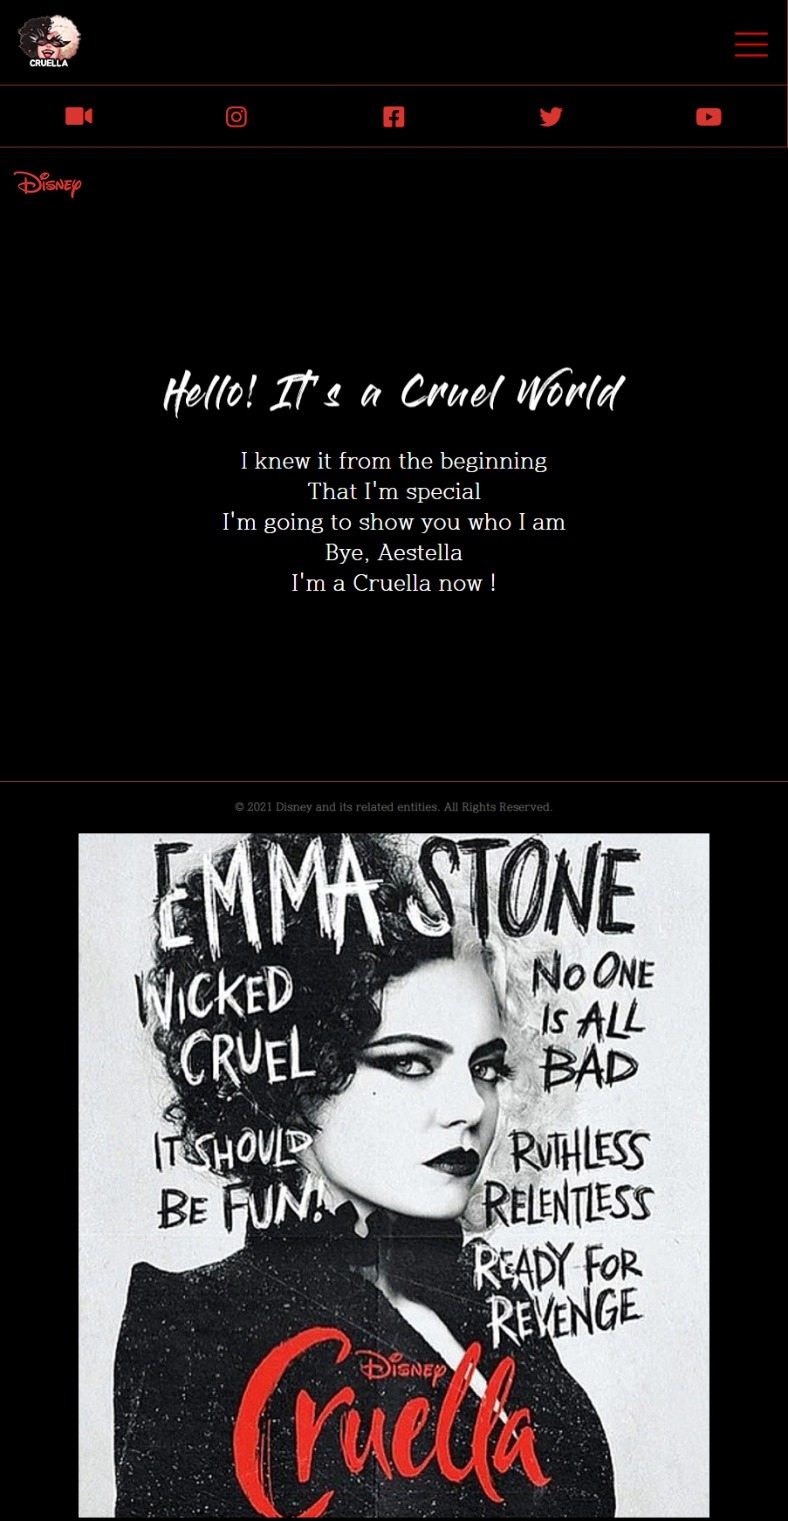 CRUELLA
Disney
Hello! It's a Cruel World
I knew it from the beginning
That I'm special
I'm going to show you who I am
Bye, Aestella
I'm a Cruella now !
© 2021 Disney and its related entities. All Rights Reserved.
EMMA STONE
WICKED
CRUEL
NO ONE
IS ALL
BAD
IT SHOULD
BE FUN!
RUTHLESS
RELENTLESS
READY FOR
REVENGE
Disney
Cruella